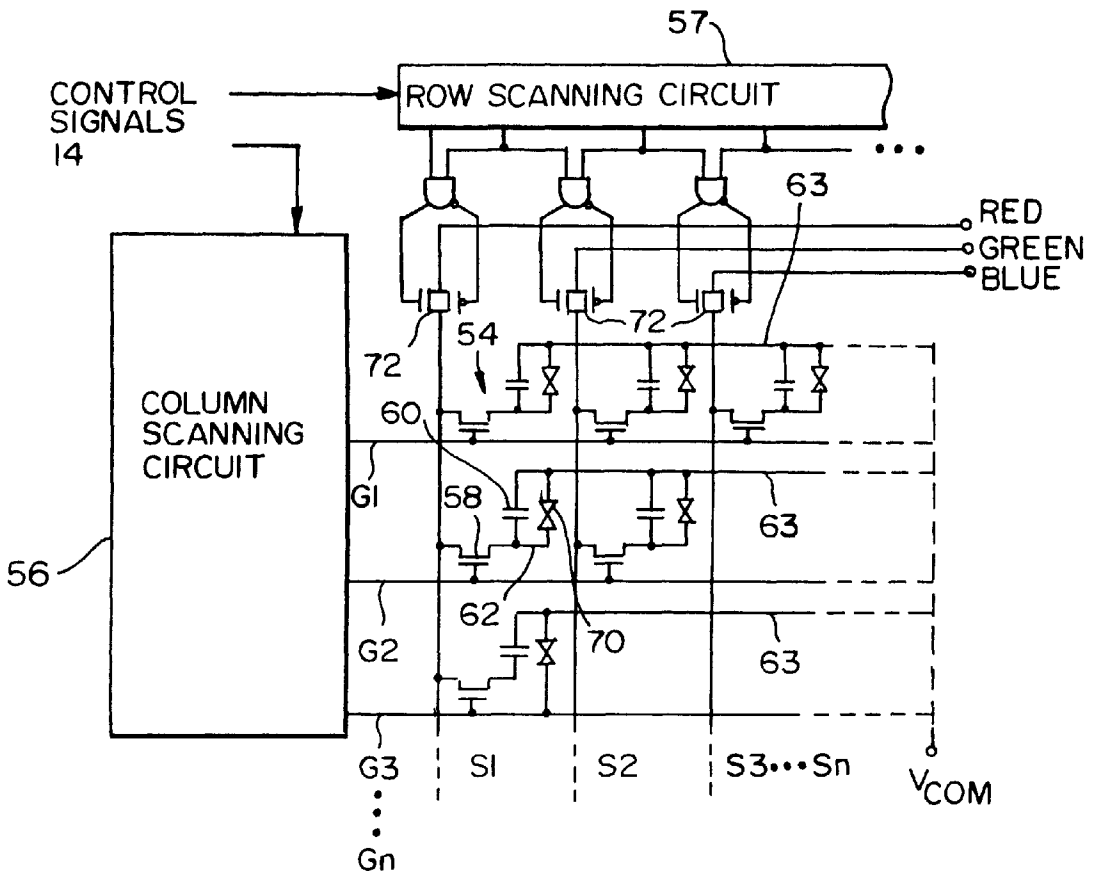 57
CONTROL
SIGNALS
14
ROW SCANNING CIRCUIT
63
RED
GREEN
BLUE
72
72
54
60
COLUMN
SCANNING
CIRCUIT
G1
58
63
56
62
70
G2
63
G3
S1
S2
S3•••Sn
VCOM
Gn